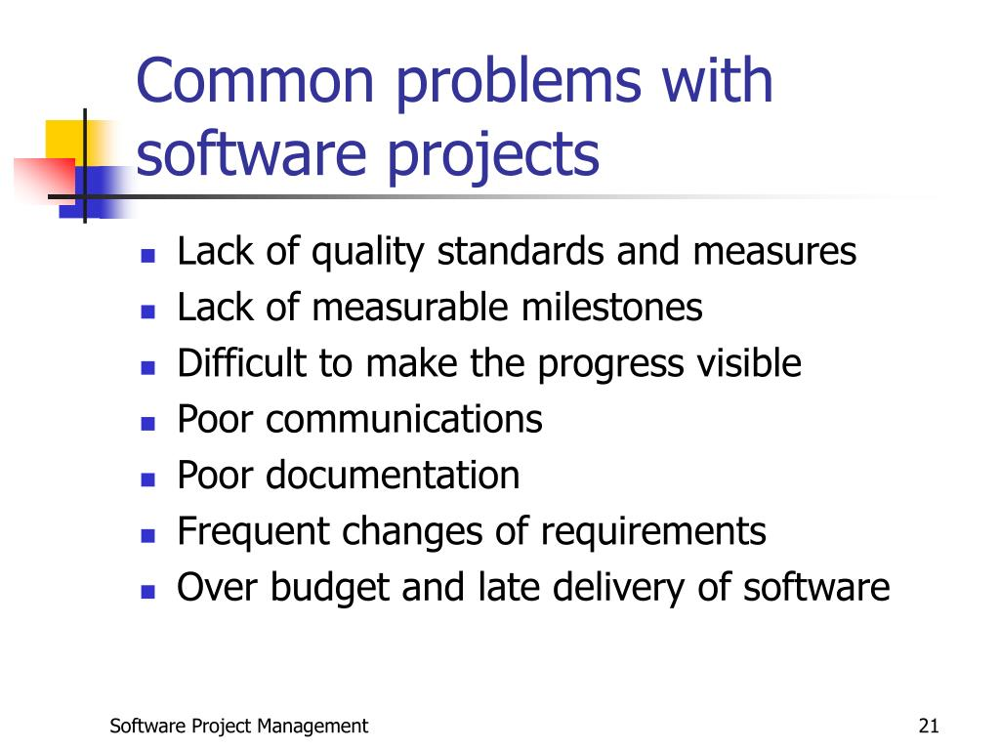 Common problems with
software projects
Lack of quality standards and measures
Lack of measurable milestones
Difficult to make the progress visible
Poor communications
Poor documentation
Frequent changes of requirements
Over budget and late delivery of software
Software Project Management
21